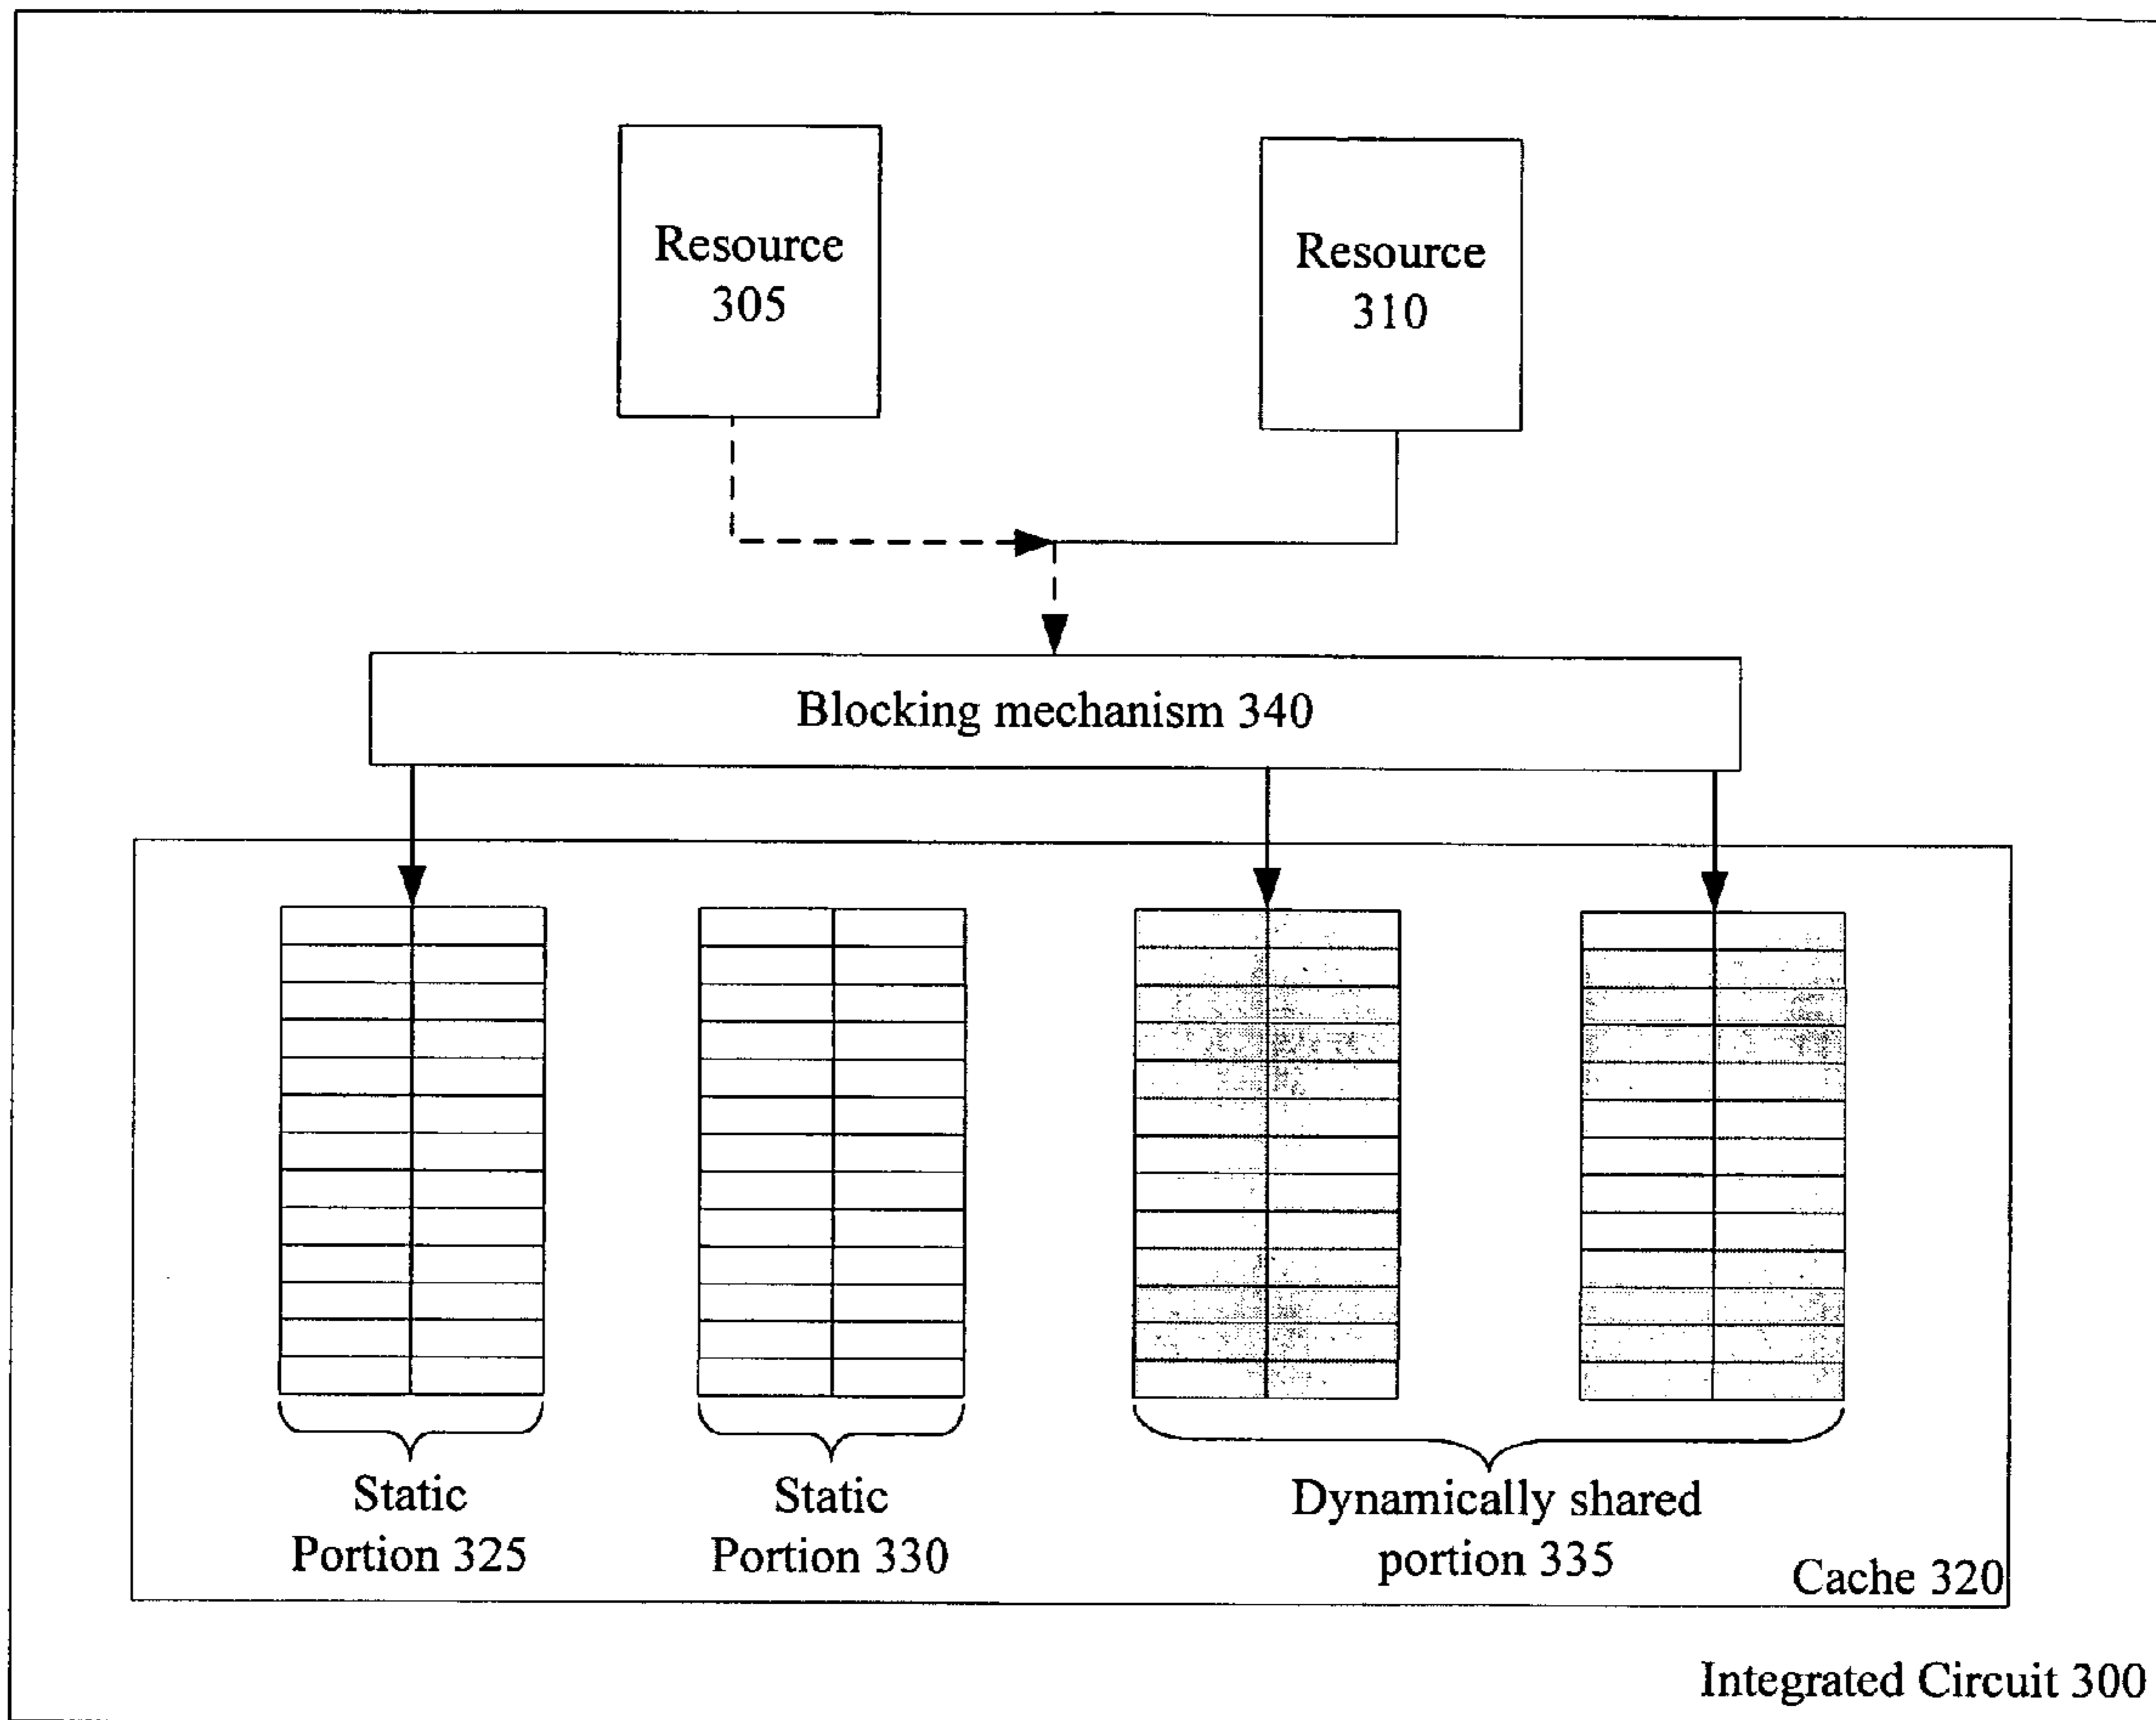 Resource
305
Resource
310
Blocking mechanism 340
Static
Portion 325
Static
Portion 330
Dynamically shared
portion 335
Cache 320
Integrated Circuit 300